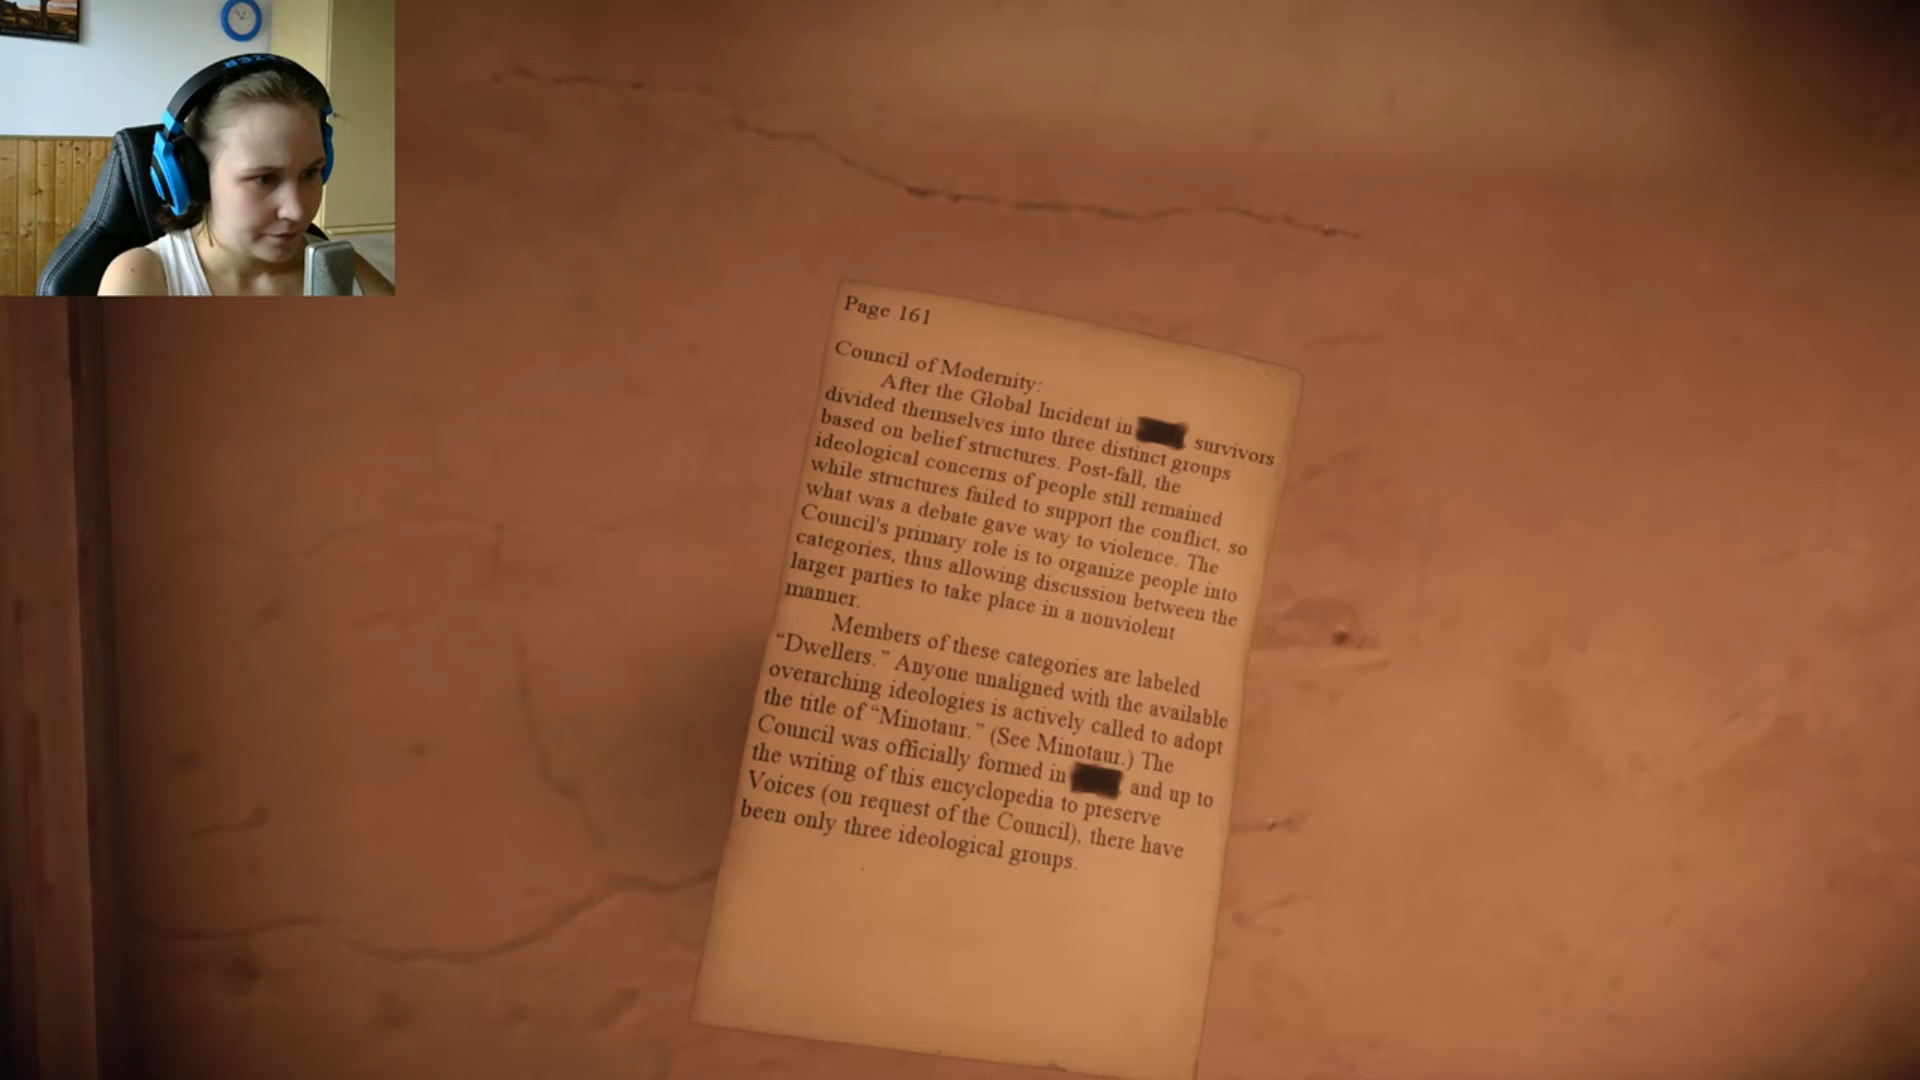 Page 161
Council of Modernity:
After the Global Incident in survivors
divided themselves into three distinct groups
based on belief structures. Post-fall, the
ideological concerns of people still remained
while structures failed to support the conflict, so
what was a debate gave way to violence. The
Council's primary role is to organize people into
categories, thus allowing discussion between the
larger parties to take place in a nonviolent
manner.
Members of these categories are labeled
“Dwellers.” Anyone unaligned with the available
overarching ideologies is actively called to adopt
the title of “Minotaur.” (See Minotaur.) The
Council was officially formed in , and up to
the writing of this encyclopedia to preserve
Voices (on request of the Council), there have
been only three ideological groups.